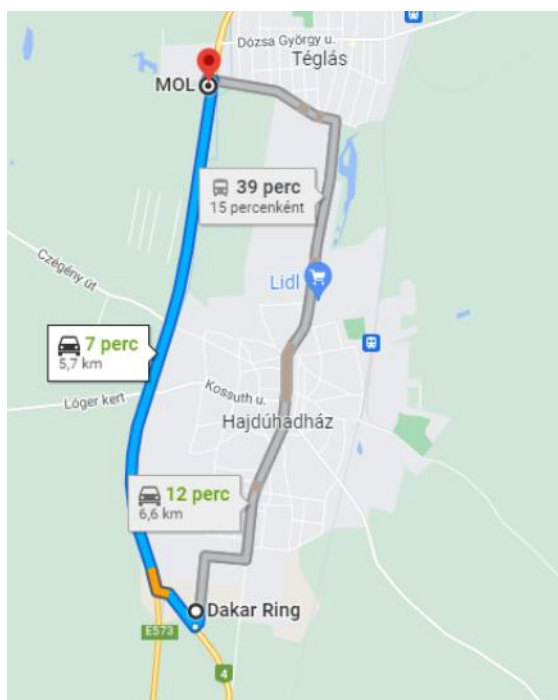 Dózsa György u.
Téglás
MOL
39 perc
15 percenként
Czégény út
Lidl
7 perc
5,7 km
Lóger kert
Kossuth u.
Hajdúhadház
12 perc
6,6 km
Dakar Ring
E573
4